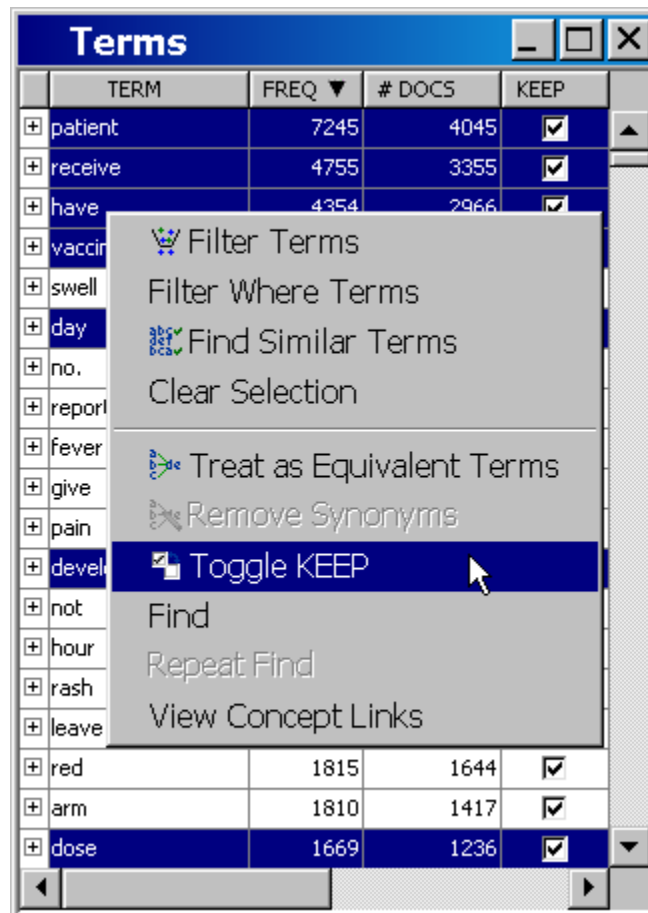 Terms
TERM FREQ ▼ # DOCS KEEP
patient 7245 4045
receive 4755 3355
have 4354 2966
Filter Terms
Filter Where Terms
swell
Find Similar Terms
day
no.
Clear Selection
fever
Treat as Equivalent Terms
give
Remove Synonyms
pain
Toggle KEEP
not
Find
hour
Repeat Find
rash
View Concept Links
leave
red 1815 1644
arm 1810 1417
dose 1669 1236